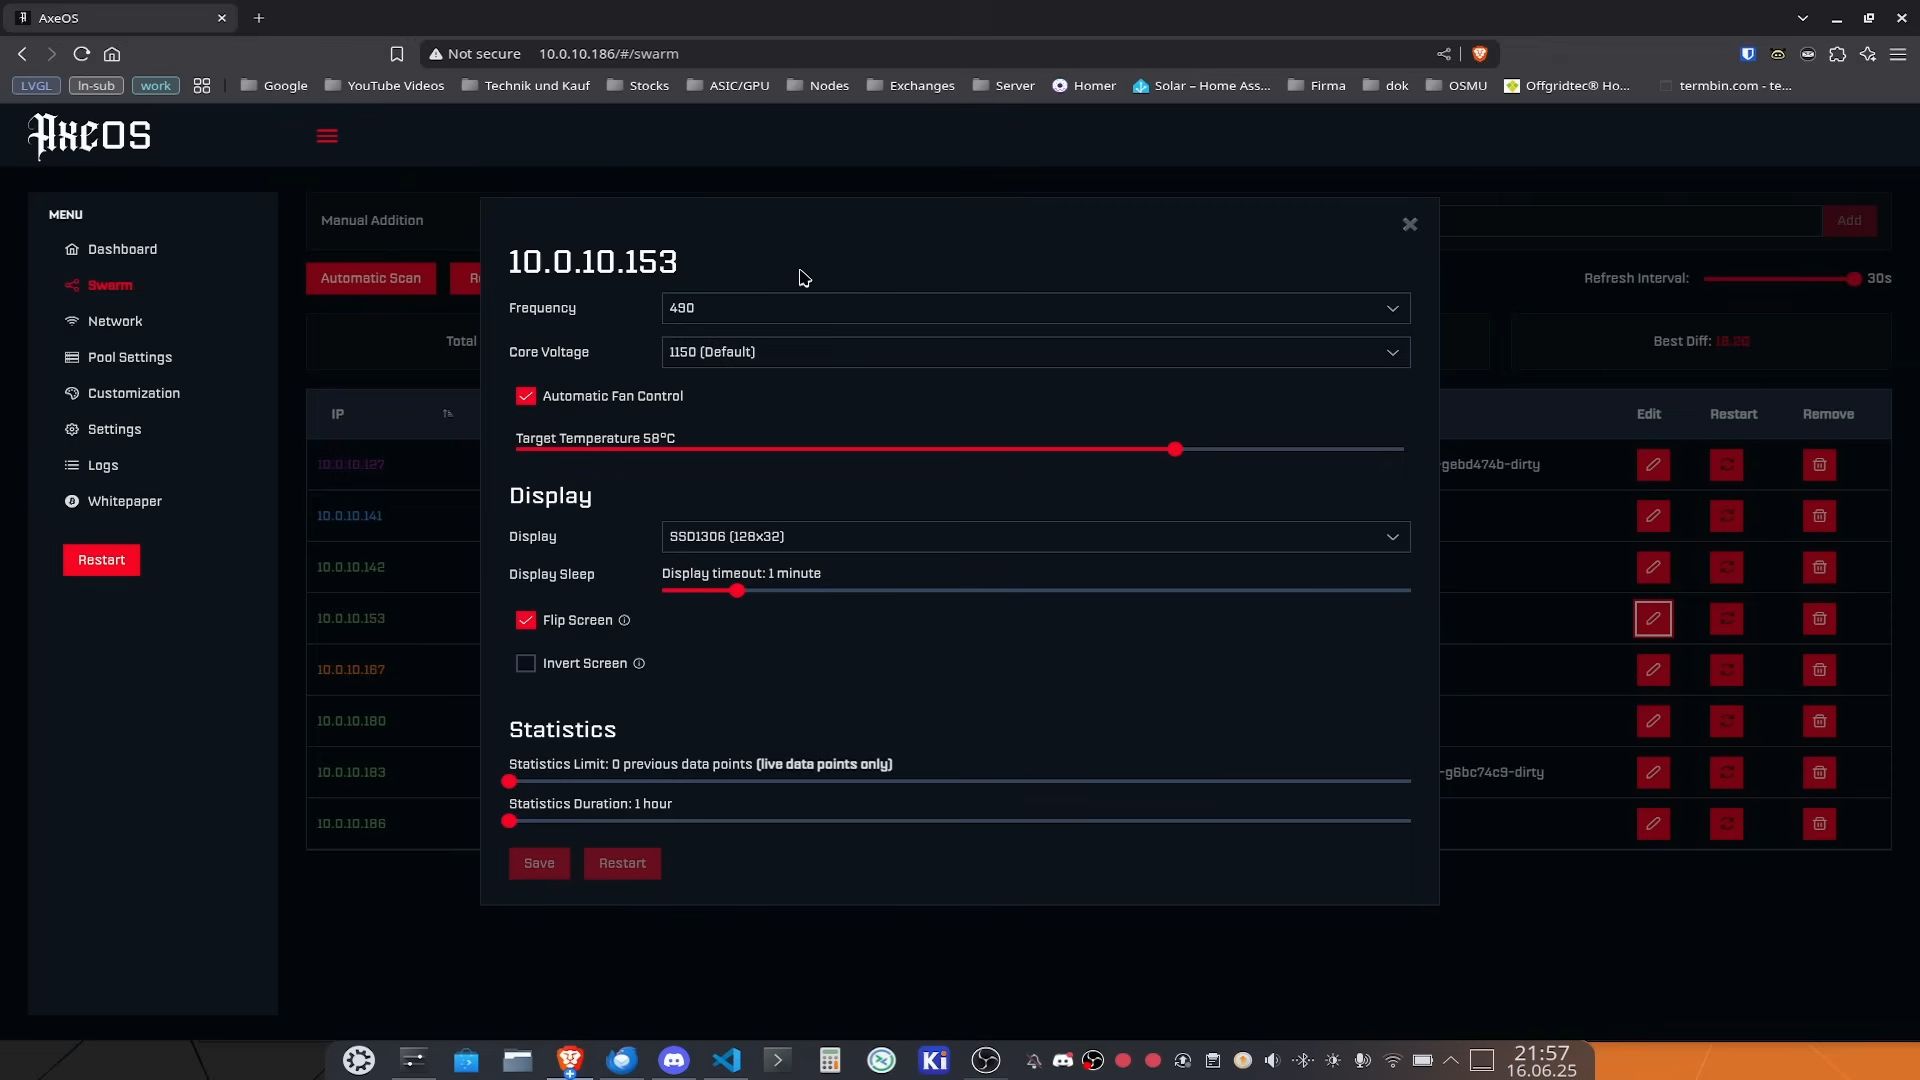 AxeOS
Not secure 10.0.10.186/#/swarm
LVGL In-sub work Google YouTube Videos Technik und Kauf Stocks ASIC/GPU Nodes Exchanges Server Homer Solar – Home Ass... Firma dok OSMU Offgridtec® Ho... termbin.com - te...
AxeOS
MENU
Dashboard
Swarm
Network
Pool Settings
Customization
Settings
Logs
Whitepaper
Restart
Manual Addition
Add
Automatic Scan
Refresh Interval: 30s
Total
Best Diff:
IP Edit Restart Remove
10.0.10.127 -gebd474b-dirty
10.0.10.141
10.0.10.142
10.0.10.153
10.0.10.167
10.0.10.180
10.0.10.183 -g6bc74c9-dirty
10.0.10.186
10.0.10.153
Frequency 490
Core Voltage 1150 (Default)
Automatic Fan Control
Target Temperature 58°C
Display
Display SSD1306 (128x32)
Display Sleep Display timeout: 1 minute
Flip Screen
Invert Screen
Statistics
Statistics Limit: 0 previous data points (live data points only)
Statistics Duration: 1 hour
Save Restart
Ki
21:57
16.06.25